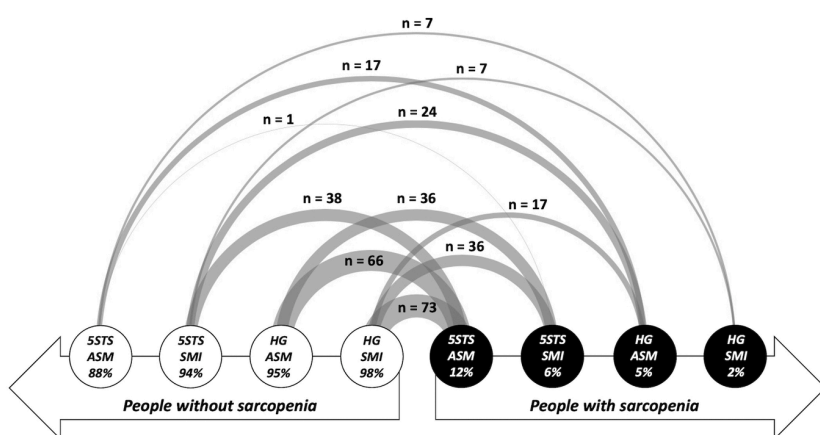 n = 7
n = 17
n = 7
n = 1
n = 24
n = 38
n = 36
n = 17
n = 66
n = 36
n = 73
5STS
ASM
88%
5STS
SMI
94%
HG
ASM
95%
HG
SMI
98%
5STS
ASM
12%
5STS
SMI
6%
HG
ASM
5%
HG
SMI
2%
People without sarcopenia
People with sarcopenia